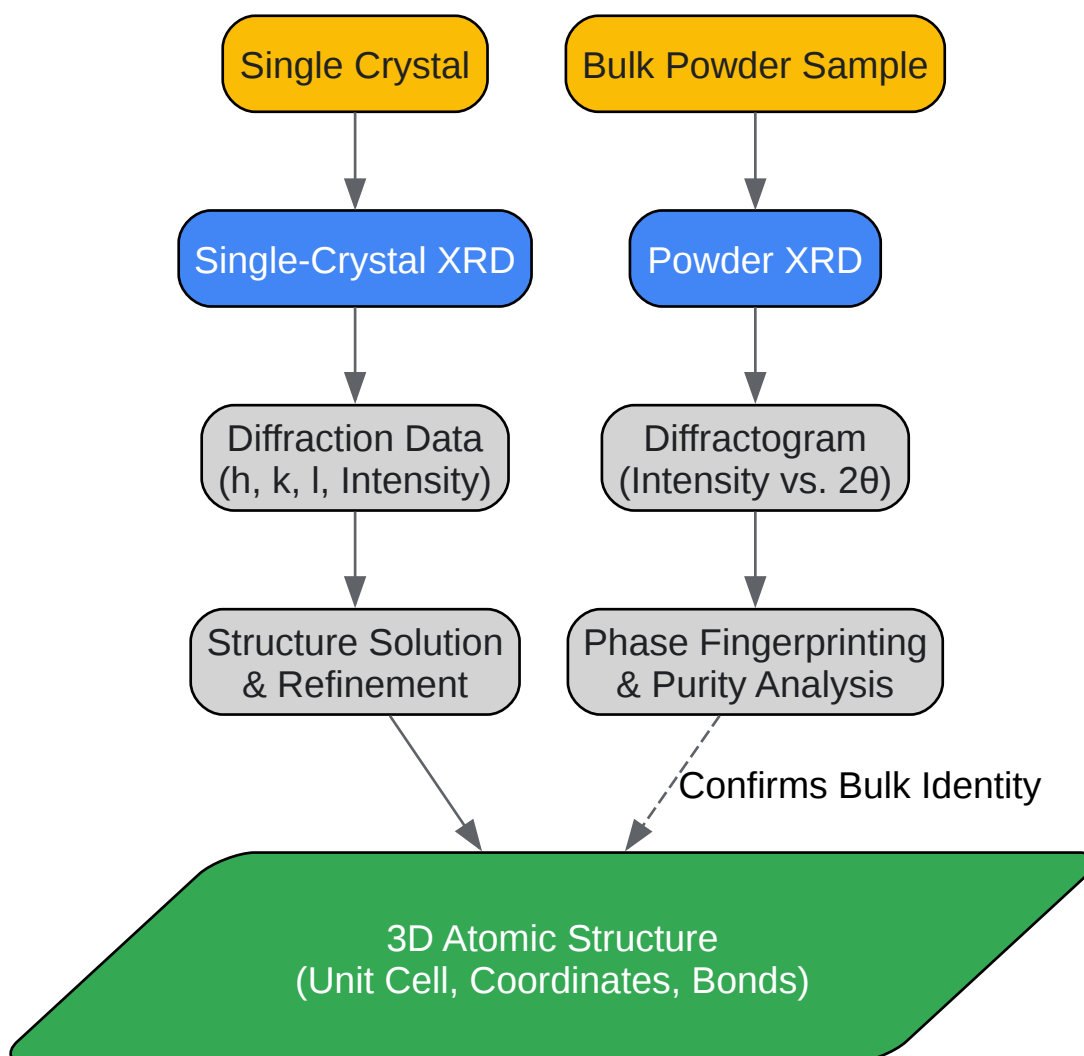 Single Crystal
Bulk Powder Sample
Single-Crystal XRD
Powder XRD
Diffraction Data
(h, k, l, Intensity)
Diffractogram
(Intensity vs. 2θ)
Structure Solution
& Refinement
Phase Fingerprinting
& Purity Analysis
Confirms Bulk Identity
3D Atomic Structure
(Unit Cell, Coordinates, Bonds)